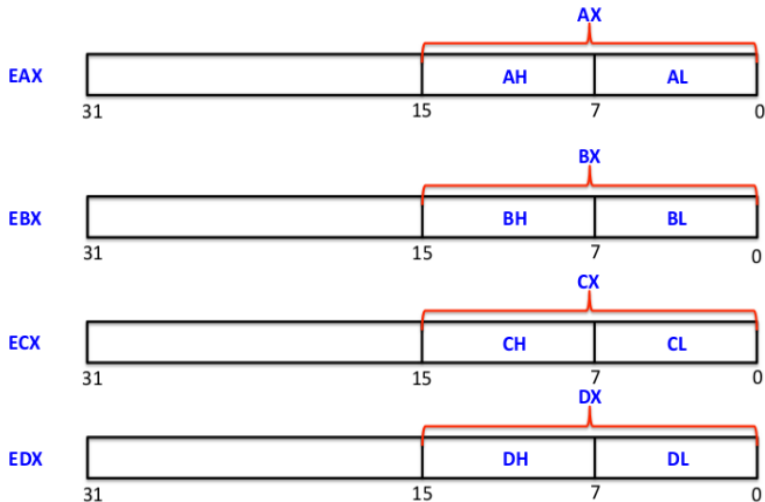 AX
EAX AH AL
31 15 7 0
BX
EBX BH BL
31 15 7 0
CX
ECX CH CL
31 15 7 0
DX
EDX DH DL
31 15 7 0